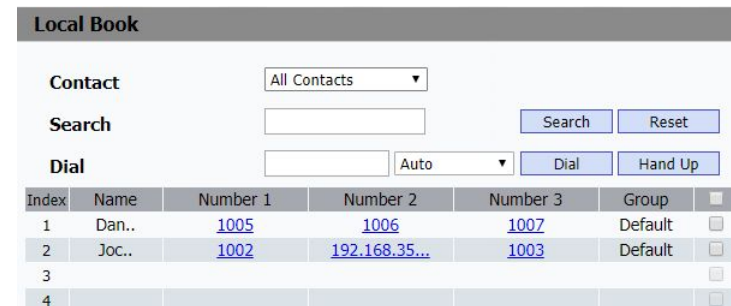 Local Book
Contact All Contacts
Search Search Reset
Dial Auto Dial Hand Up
Index Name Number 1 Number 2 Number 3 Group
1 Dan.. 1005 1006 1007 Default
2 Joc.. 1002 192.168.35... 1003 Default
3
4